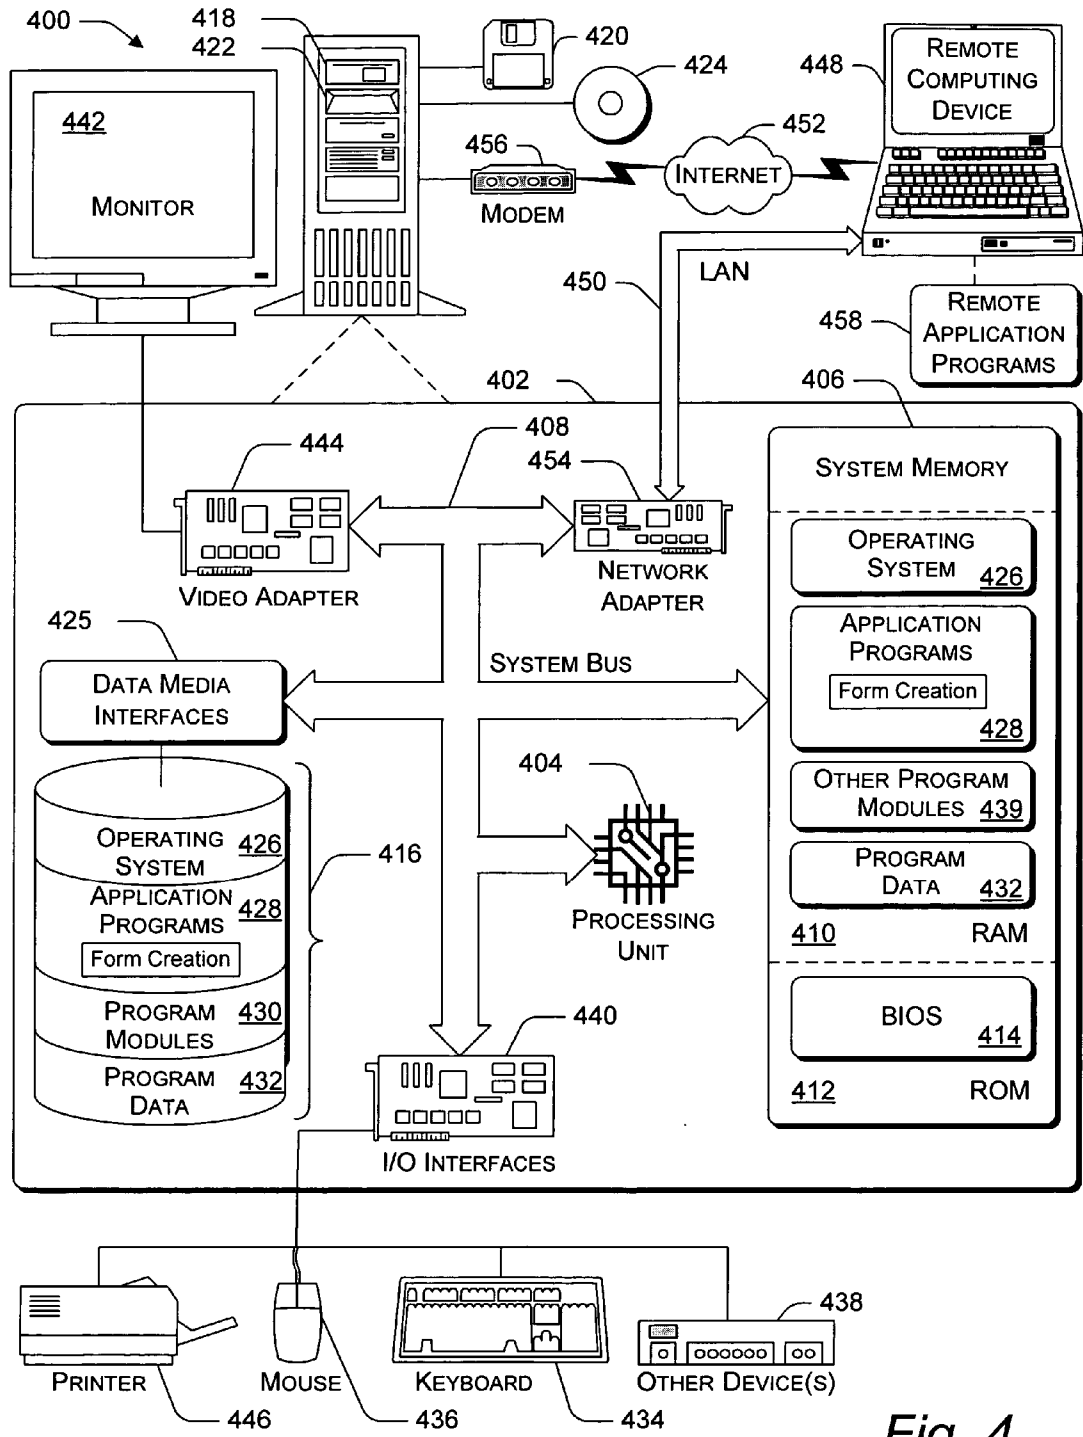 400
418
422
420
424
448
REMOTE
COMPUTING
DEVICE
442
MONITOR
456
MODEM
452
INTERNET
450
LAN
458
REMOTE
APPLICATION
PROGRAMS
402
406
444
408
454
VIDEO ADAPTER
NETWORK
ADAPTER
SYSTEM MEMORY
OPERATING
SYSTEM
426
APPLICATION
PROGRAMS
Form Creation
428
OTHER PROGRAM
MODULES
439
PROGRAM
DATA
432
410
RAM
BIOS
414
412
ROM
425
DATA MEDIA
INTERFACES
SYSTEM BUS
404
PROCESSING
UNIT
OPERATING
SYSTEM
426
APPLICATION
PROGRAMS
428
Form Creation
PROGRAM
MODULES
430
PROGRAM
DATA
432
416
440
I/O INTERFACES
PRINTER
446
MOUSE
436
KEYBOARD
434
438
OTHER DEVICE(S)
Fig. 4